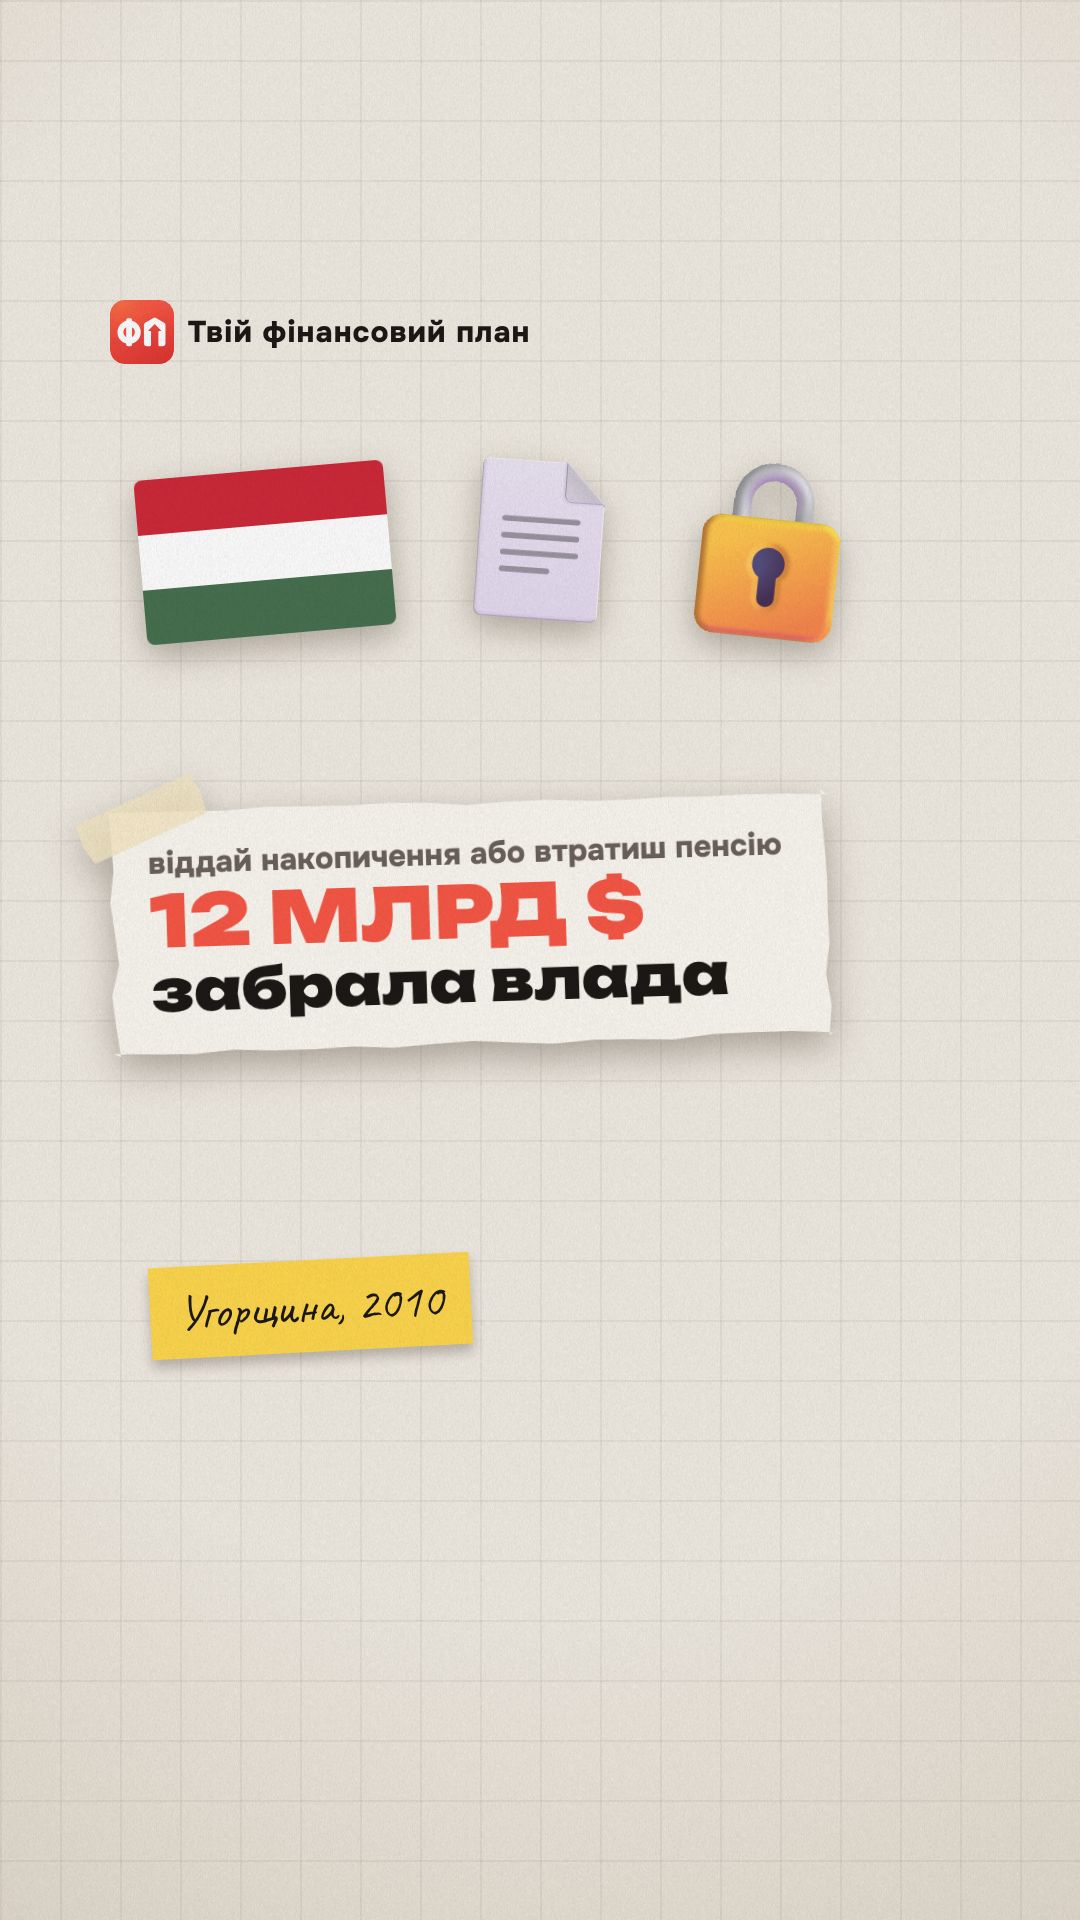 ФП Твій фінансовий план
віддай накопичення або втратиш пенсію
12 МЛРД $
забрала влада
Угорщина, 2010